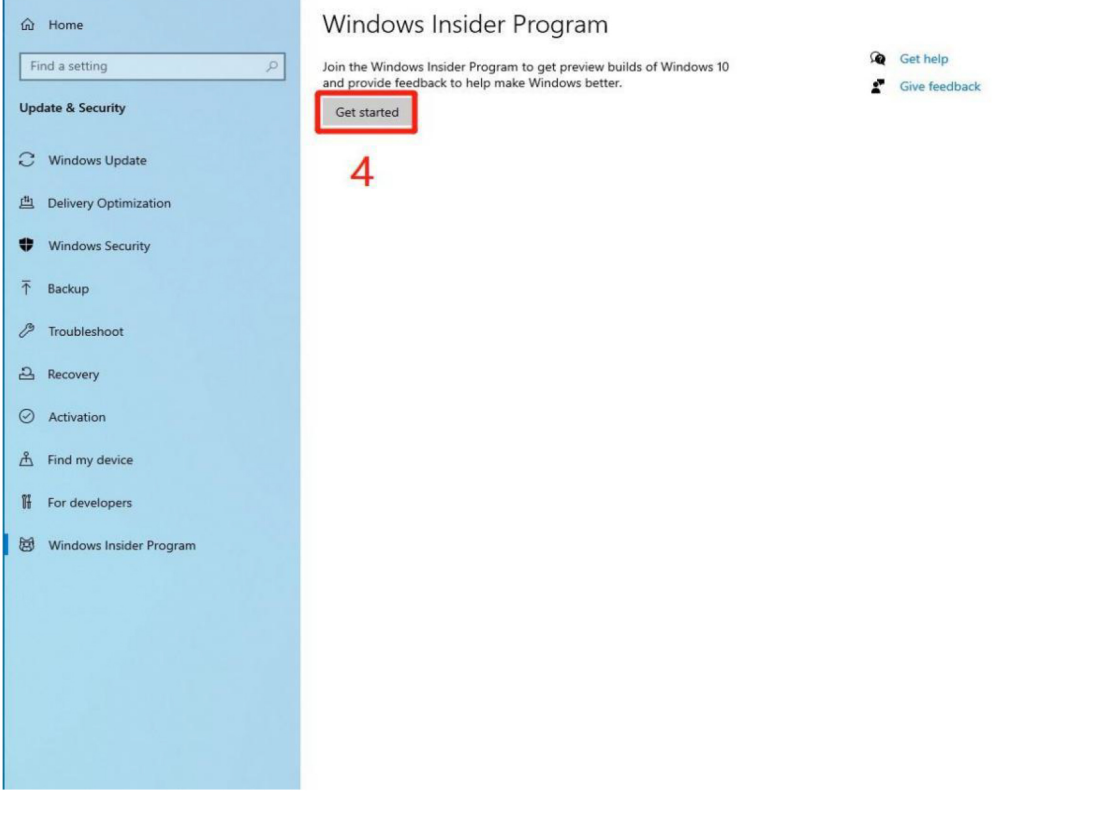 Home
Find a setting
Update & Security
Windows Update
Delivery Optimization
Windows Security
Backup
Troubleshoot
Recovery
Activation
Find my device
For developers
Windows Insider Program
Windows Insider Program
Join the Windows Insider Program to get preview builds of Windows 10
and provide feedback to help make Windows better.
Get started
4
Get help
Give feedback